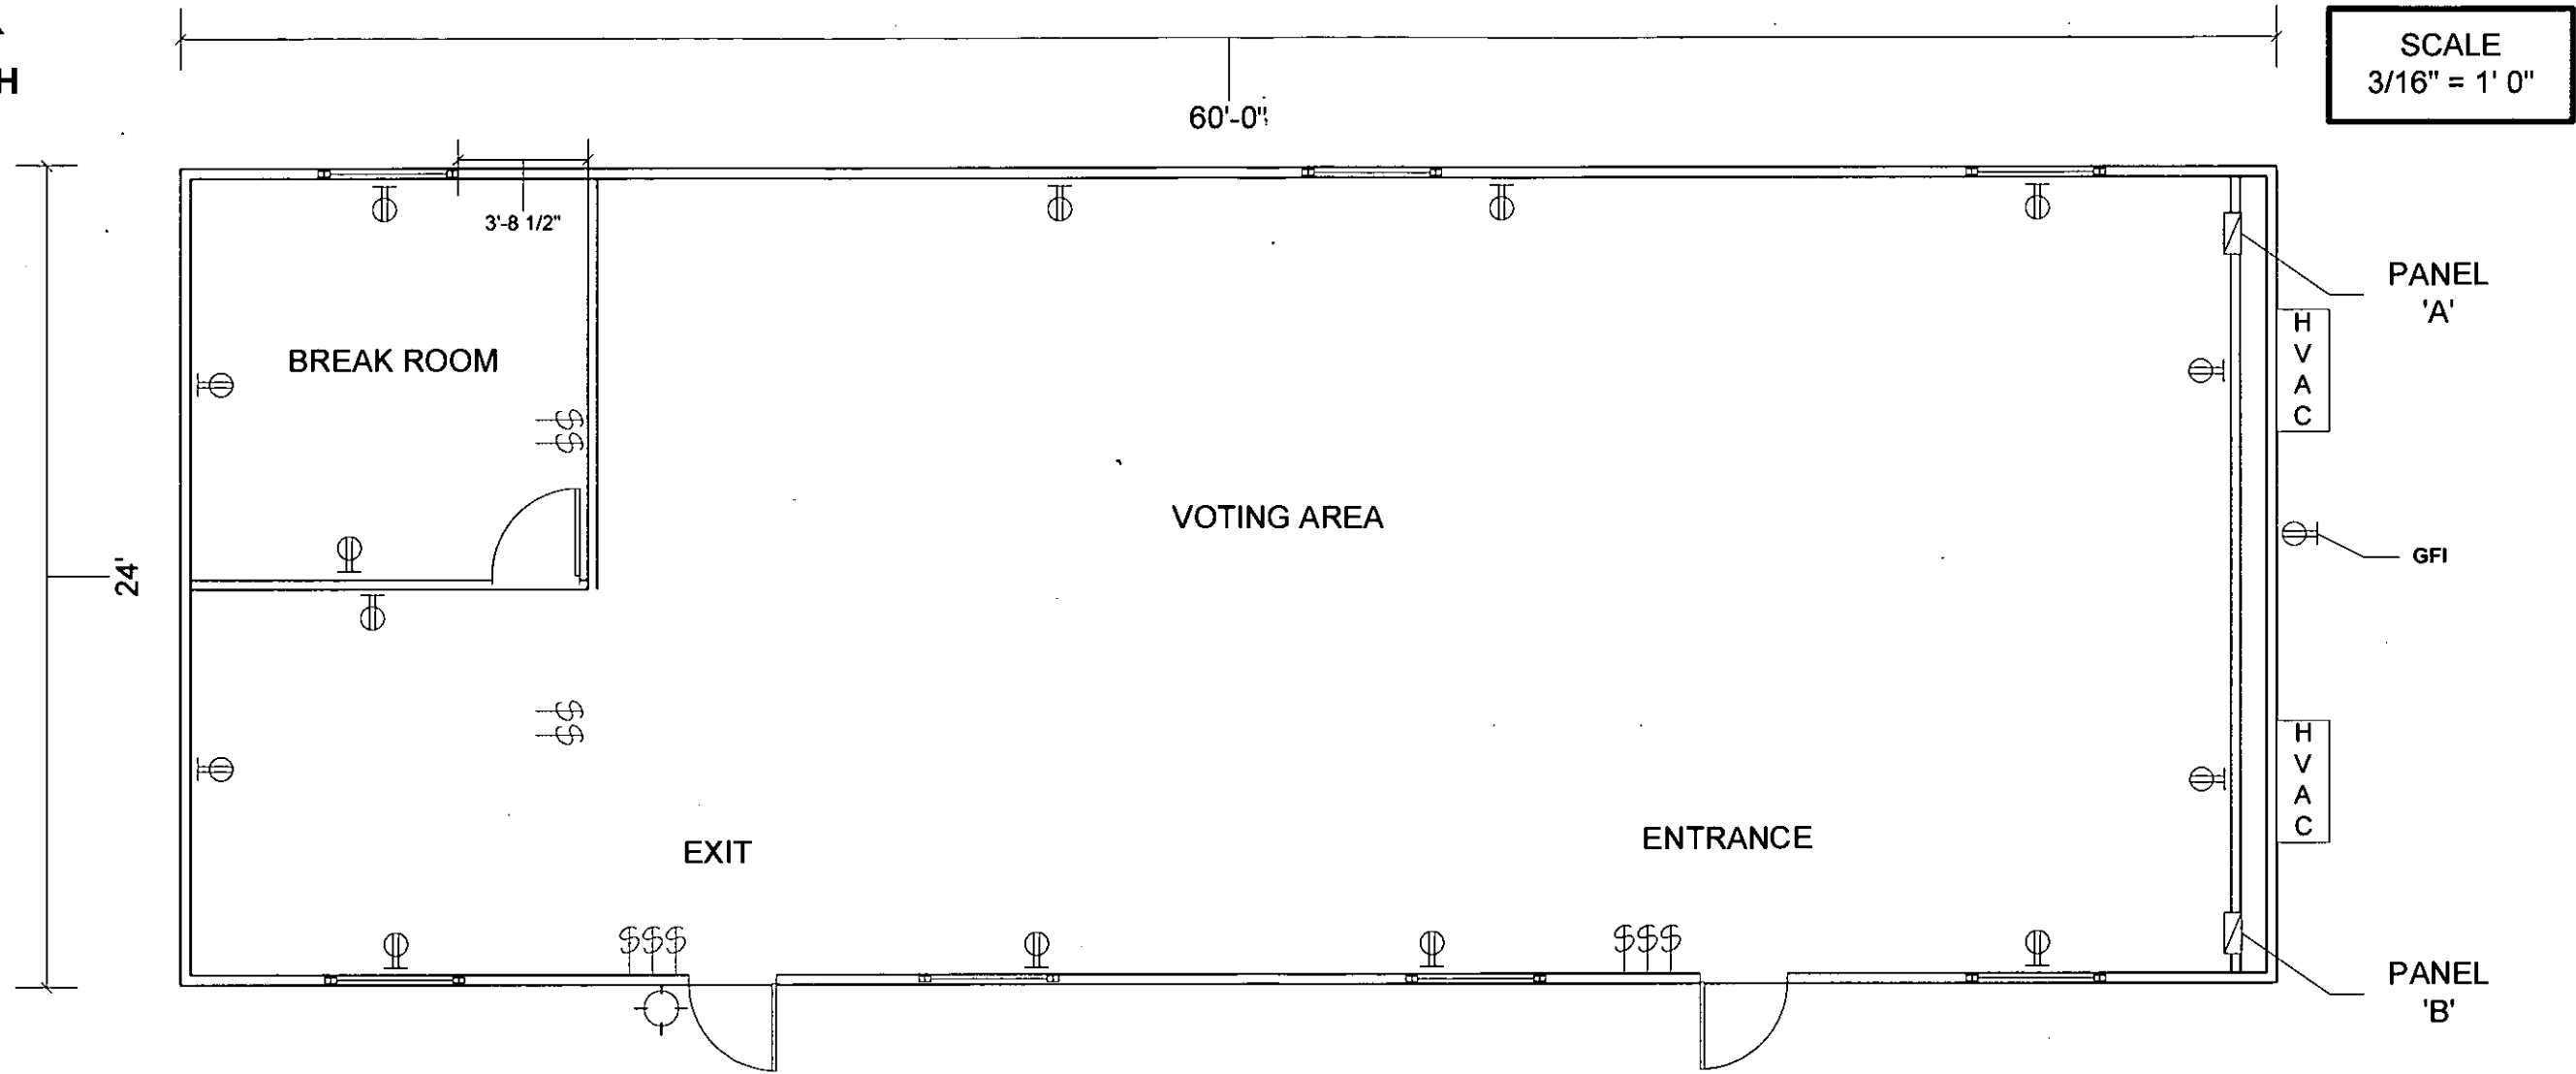 H
SCALE
3/16" = 1' 0"
60'-0"
3'-8 1/2"
PANEL
'A'
H
V
A
C
BREAK ROOM
VOTING AREA
GFI
24'
H
V
A
C
EXIT
ENTRANCE
$$
$$
$$$
$$$
PANEL
'B'